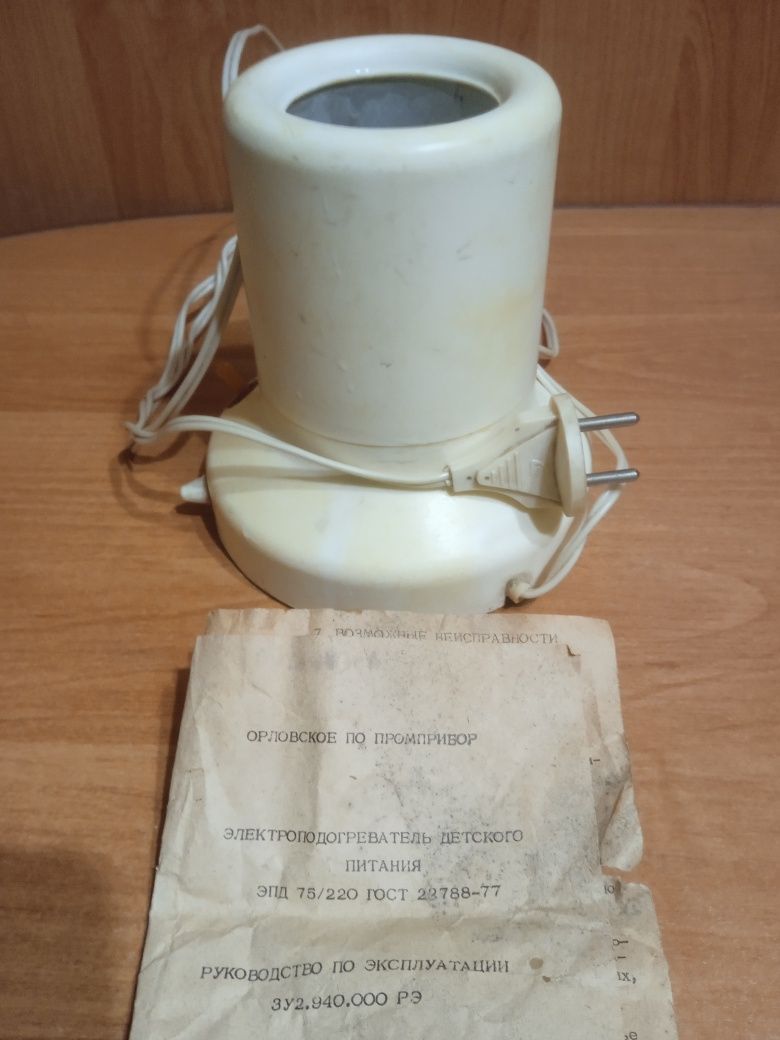 7. ВОЗМОЖНЫЕ НЕИСПРАВНОСТИ
ОРЛОВСКОЕ ПО ПРОМПРИБОР
ЭЛЕКТРОПОДОГРЕВАТЕЛЬ ДЕТСКОГО
ПИТАНИЯ
ЭПД 75/220 ГОСТ 22788-77
РУКОВОДСТВО ПО ЭКСПЛУАТАЦИИ
ЗУ2.940.000 РЭ